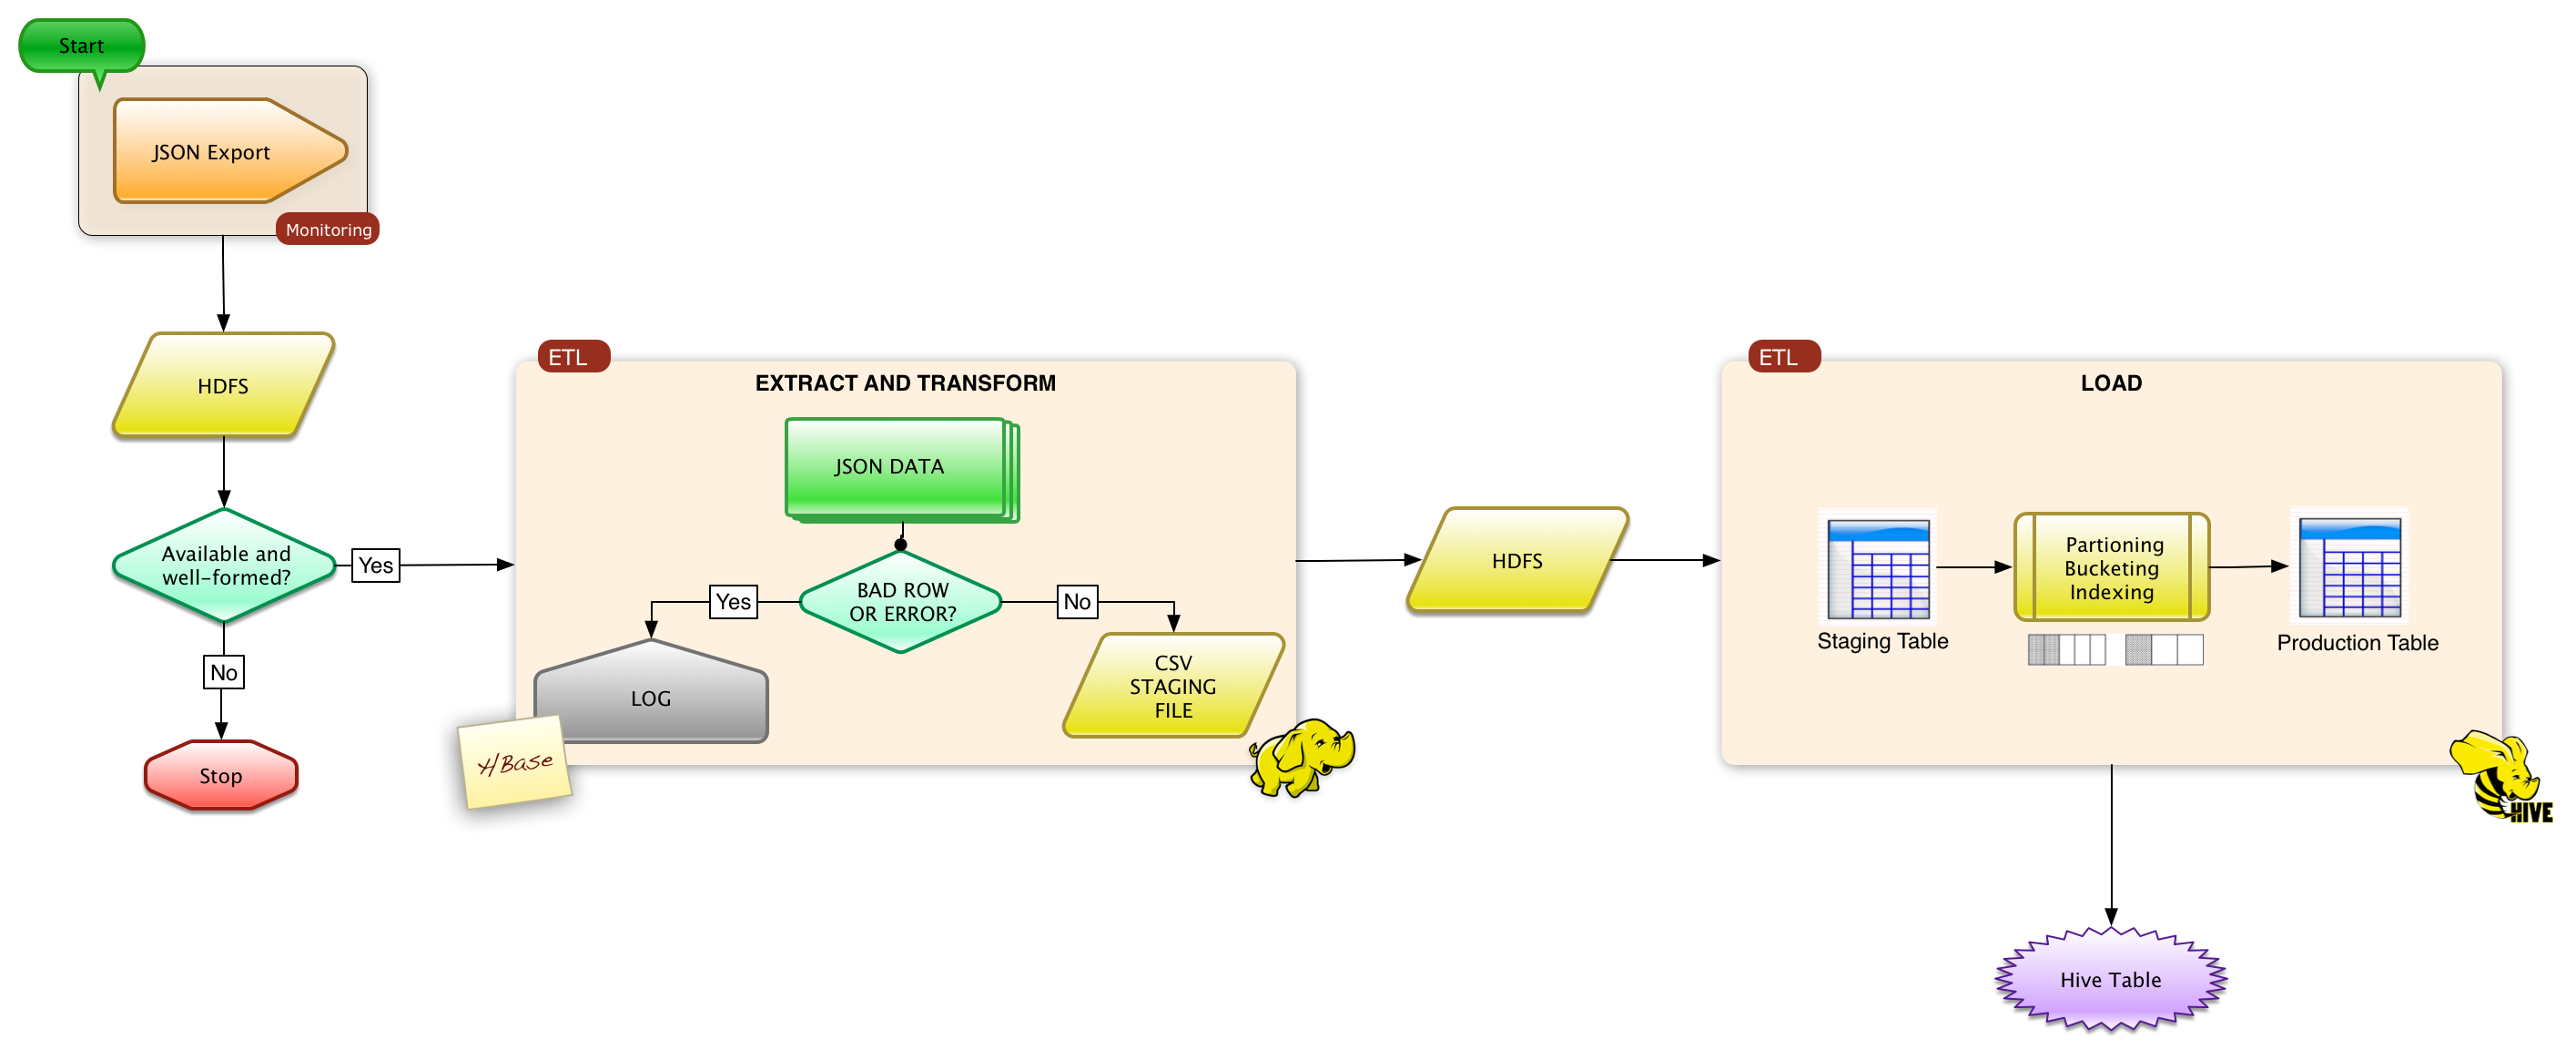 Start
JSON Export
Monitoring
HDFS
Available and
well-formed?
Yes
No
Stop
ETL
EXTRACT AND TRANSFORM
JSON DATA
BAD ROW
OR ERROR?
Yes
No
LOG
CSV
STAGING
FILE
HBase
HDFS
ETL
LOAD
Staging Table
Partioning
Bucketing
Indexing
Production Table
HIVE
Hive Table